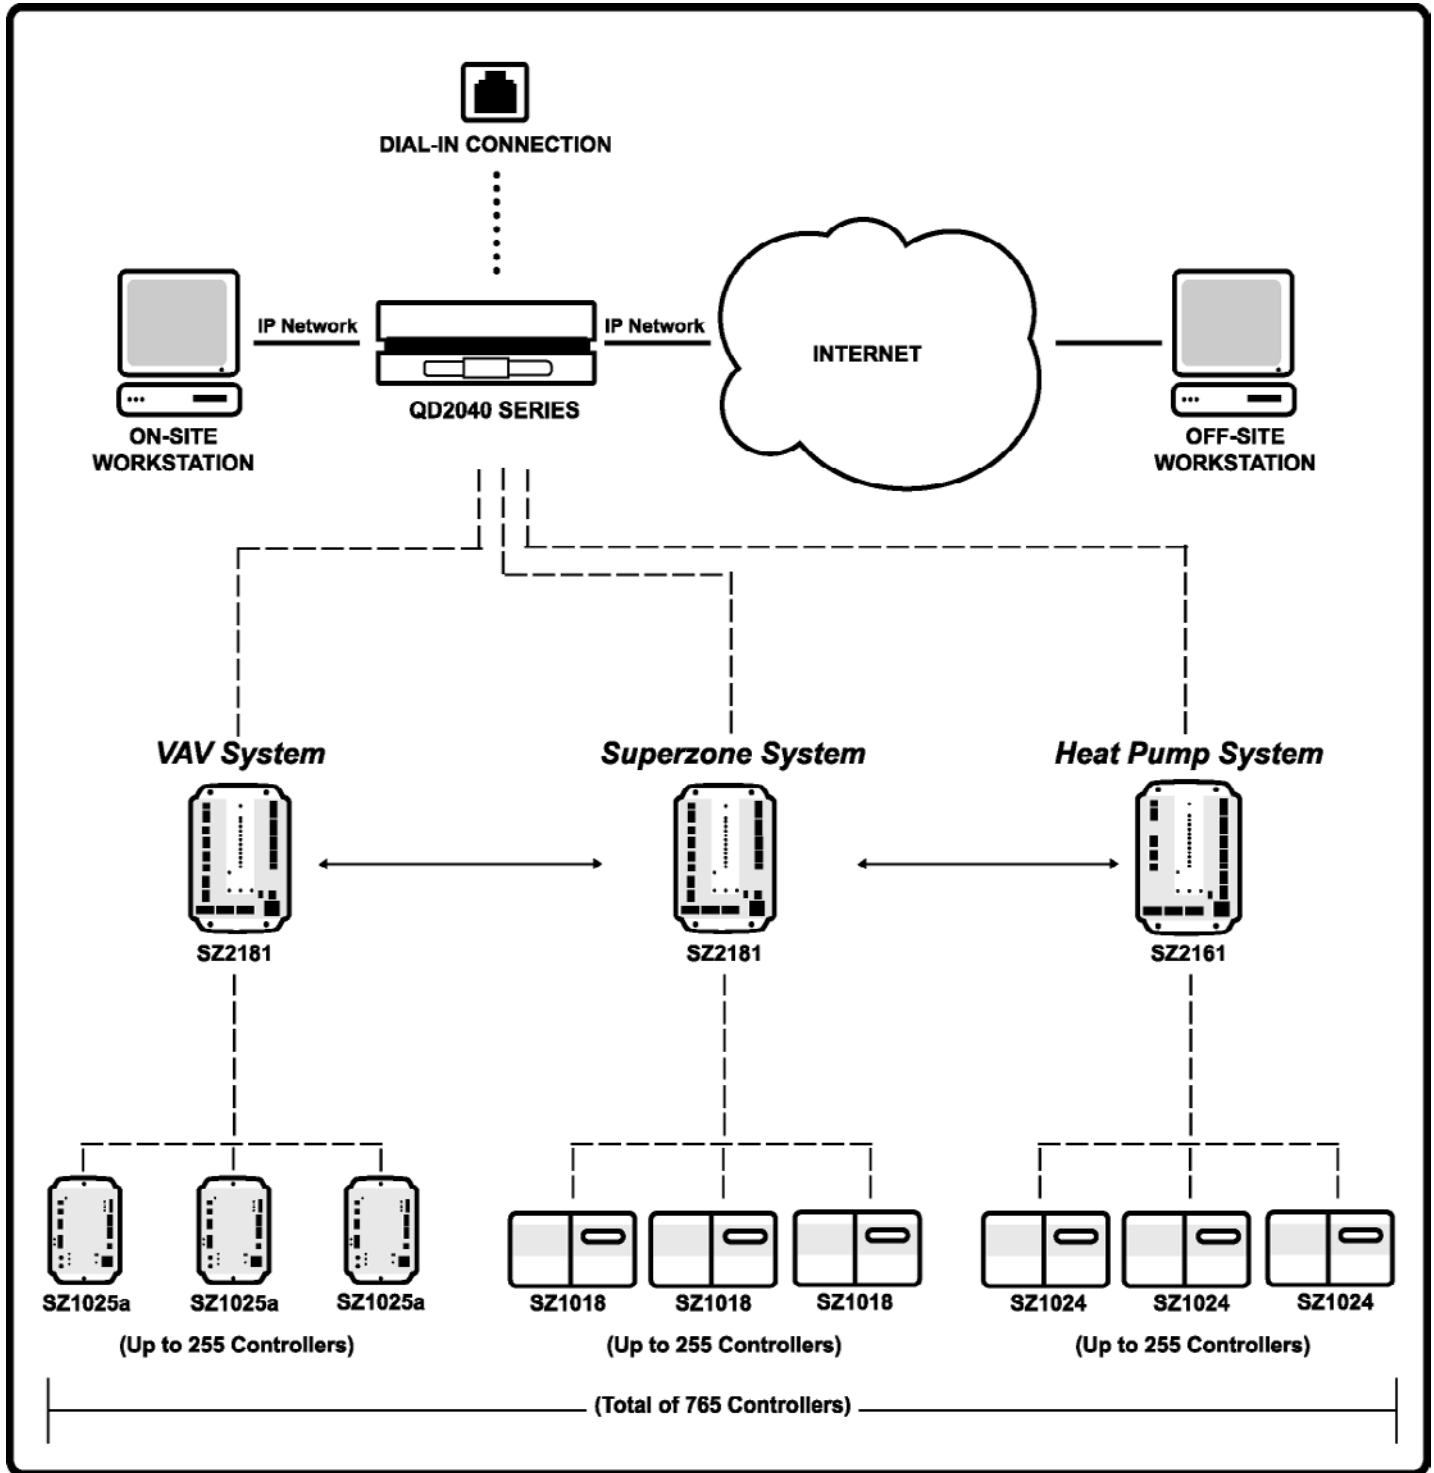 DIAL-IN CONNECTION
IP Network
IP Network
INTERNET
QD2040 SERIES
ON-SITE
WORKSTATION
OFF-SITE
WORKSTATION
VAV System
Superzone System
Heat Pump System
SZ2181
SZ2181
SZ2161
SZ1025a
SZ1025a
SZ1025a
SZ1018
SZ1018
SZ1018
SZ1024
SZ1024
SZ1024
(Up to 255 Controllers)
(Up to 255 Controllers)
(Up to 255 Controllers)
(Total of 765 Controllers)